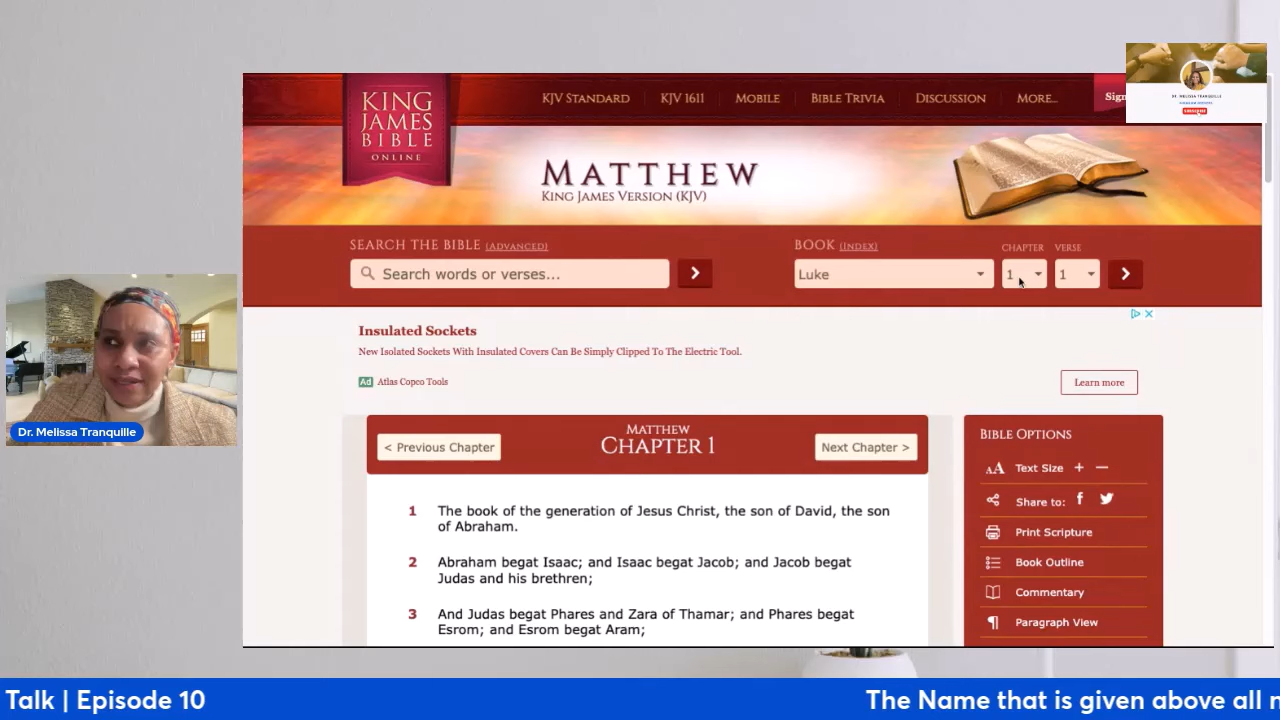 KING
JAMES
BIBLE
ONLINE
KJV STANDARD
KJV 1611
MOBILE
BIBLE TRIVIA
DISCUSSION
MORE...
Sign
DR. MELISSA TRANQUILLE
SUBSCRIBE
MATTHEW
KING JAMES VERSION (KJV)
SEARCH THE BIBLE (ADVANCED)
BOOK (INDEX)
CHAPTER
VERSE
Search words or verses...
Luke
1
1
Insulated Sockets
New Isolated Sockets With Insulated Covers Can Be Simply Clipped To The Electric Tool.
Ad Atlas Copco Tools
Learn more
< Previous Chapter
MATTHEW
CHAPTER 1
Next Chapter >
1 The book of the generation of Jesus Christ, the son of David, the son
of Abraham.
2 Abraham begat Isaac; and Isaac begat Jacob; and Jacob begat
Judas and his brethren;
3 And Judas begat Phares and Zara of Thamar; and Phares begat
Esrom; and Esrom begat Aram;
BIBLE OPTIONS
AA Text Size + −
Share to:
Print Scripture
Book Outline
Commentary
Paragraph View
Dr. Melissa Tranquille
Talk | Episode 10
The Name that is given above all